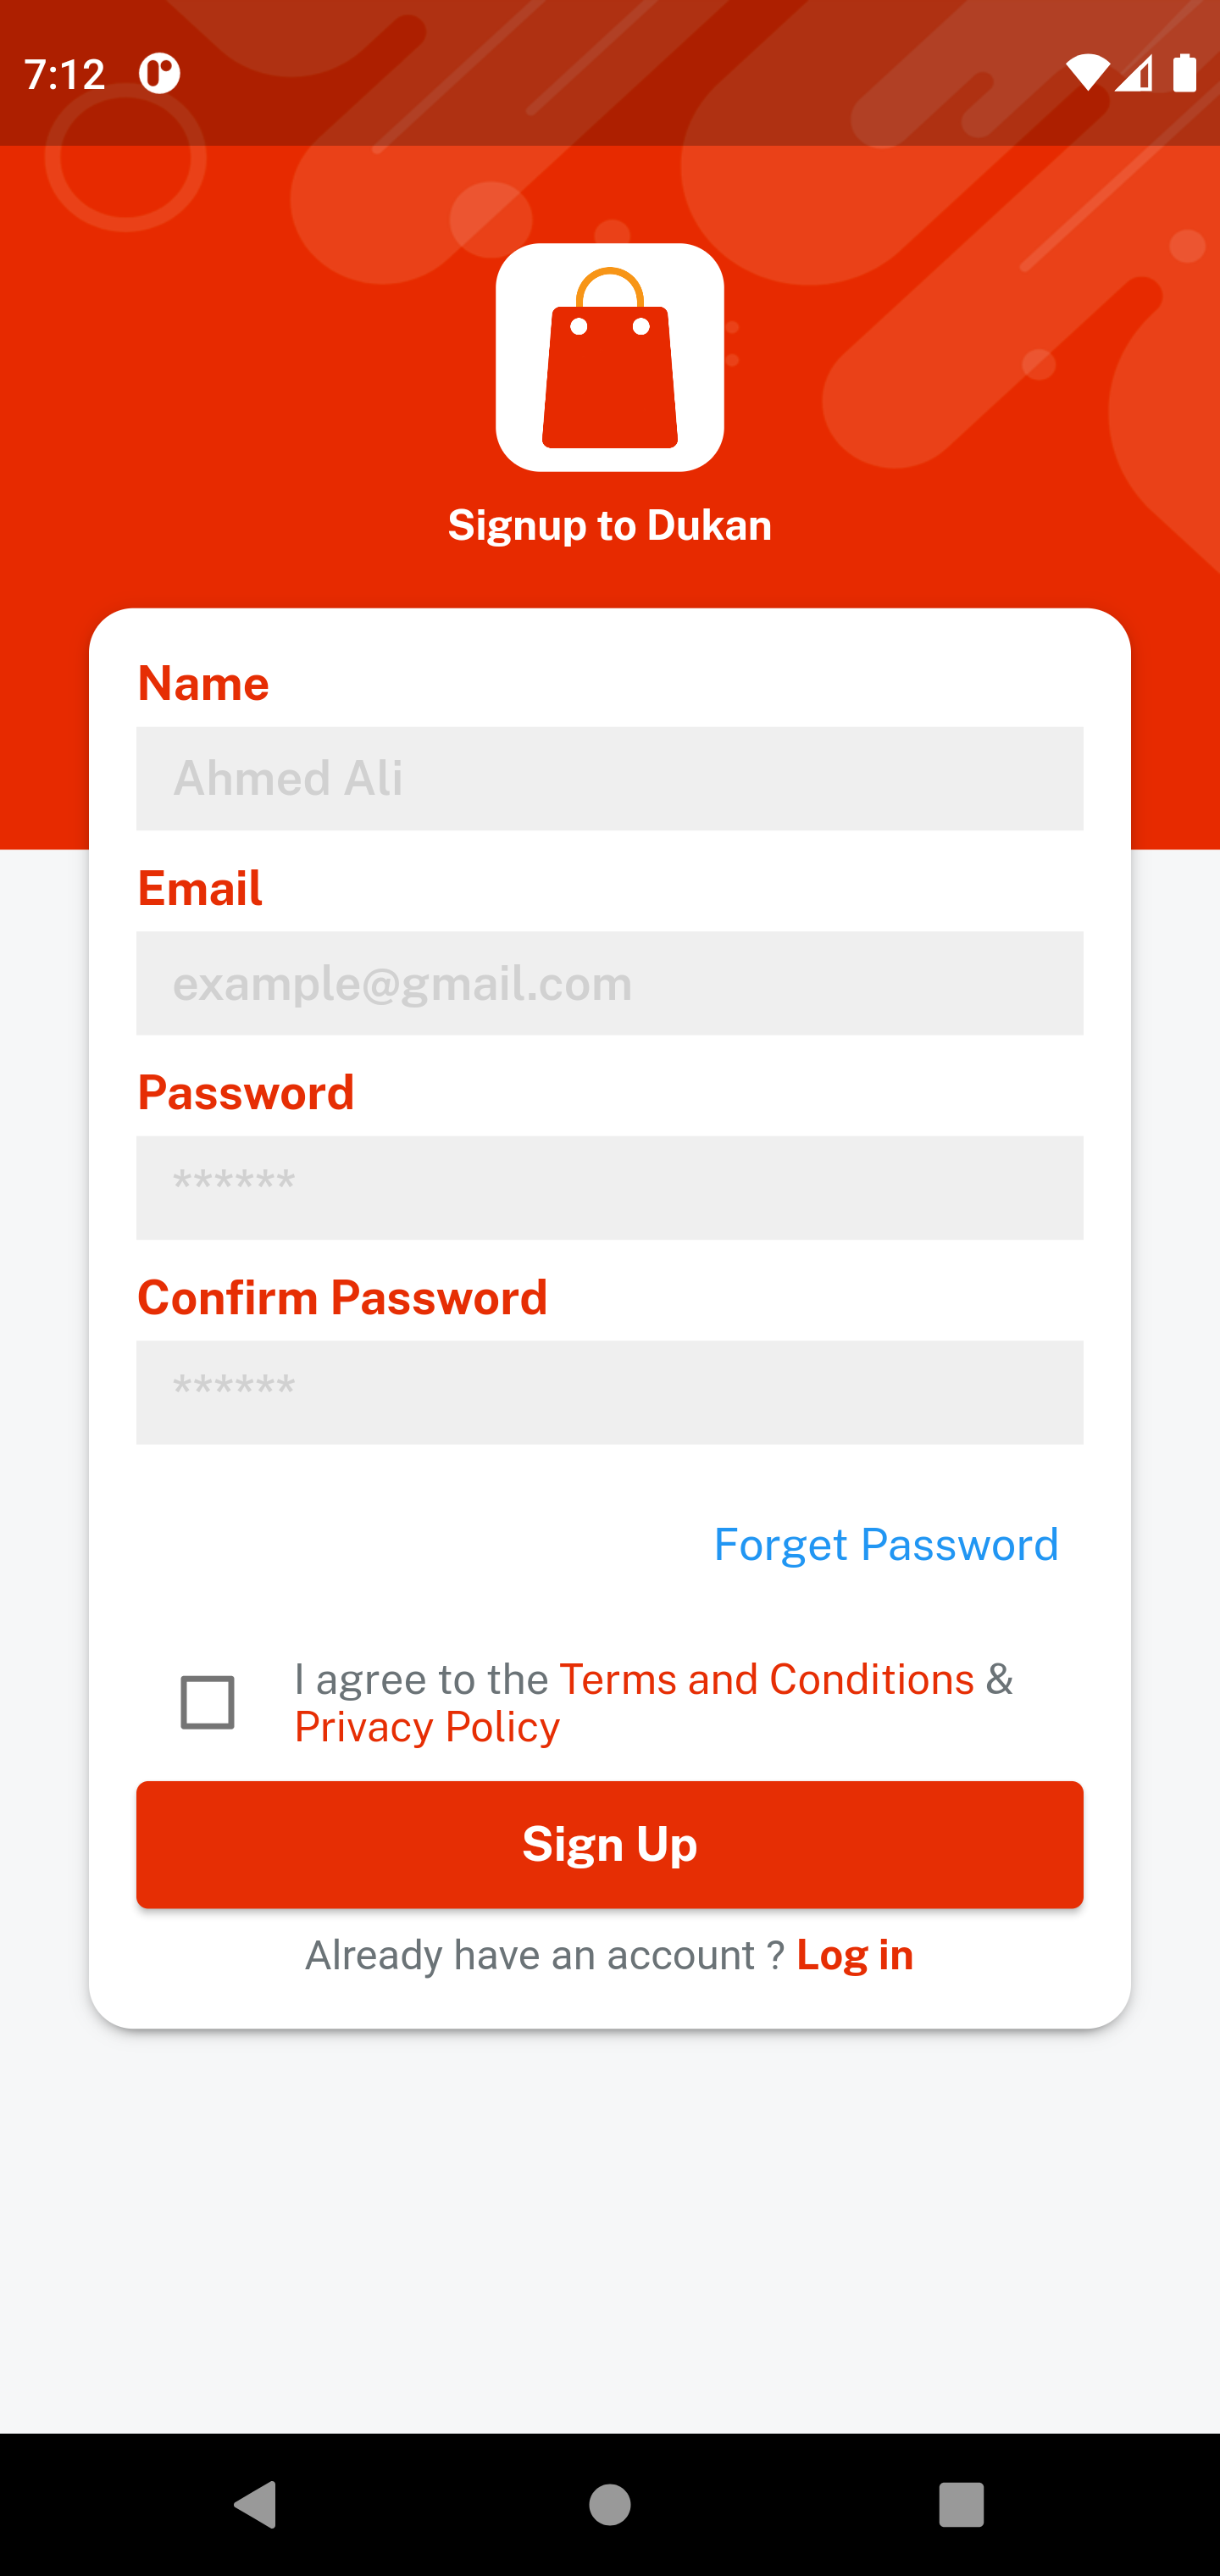 7:12
Signup to Dukan
Name
Ahmed Ali
Email
example@gmail.com
Password
******
Confirm Password
******
Forget Password
I agree to the Terms and Conditions &
Privacy Policy
Sign Up
Already have an account ? Log in